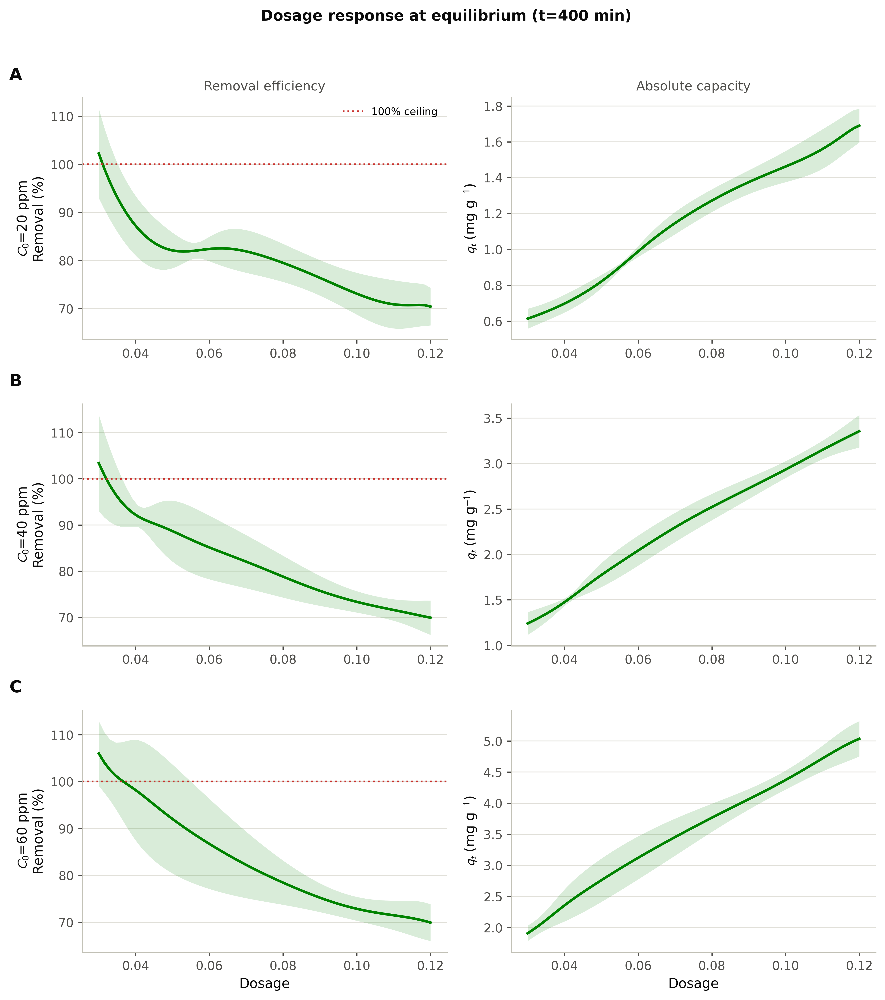 Dosage response at equilibrium (t=400 min)
A
Removal efficiency
Absolute capacity
100% ceiling
110
100
90
80
70
C₀=20 ppm
Removal (%)
0.04 0.06 0.08 0.10 0.12
1.8
1.6
1.4
1.2
1.0
0.8
0.6
qₜ (mg g⁻¹)
0.04 0.06 0.08 0.10 0.12
B
110
100
90
80
70
C₀=40 ppm
Removal (%)
0.04 0.06 0.08 0.10 0.12
3.5
3.0
2.5
2.0
1.5
1.0
qₜ (mg g⁻¹)
0.04 0.06 0.08 0.10 0.12
C
110
100
90
80
70
C₀=60 ppm
Removal (%)
0.04 0.06 0.08 0.10 0.12
Dosage
5.0
4.5
4.0
3.5
3.0
2.5
2.0
qₜ (mg g⁻¹)
0.04 0.06 0.08 0.10 0.12
Dosage